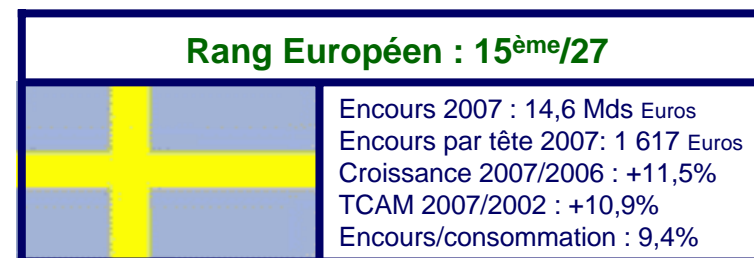 Rang Européen : 15ème/27
Encours 2007 : 14,6 Mds Euros
Encours par tête 2007: 1 617 Euros
Croissance 2007/2006 : +11,5%
TCAM 2007/2002 : +10,9%
Encours/consommation : 9,4%